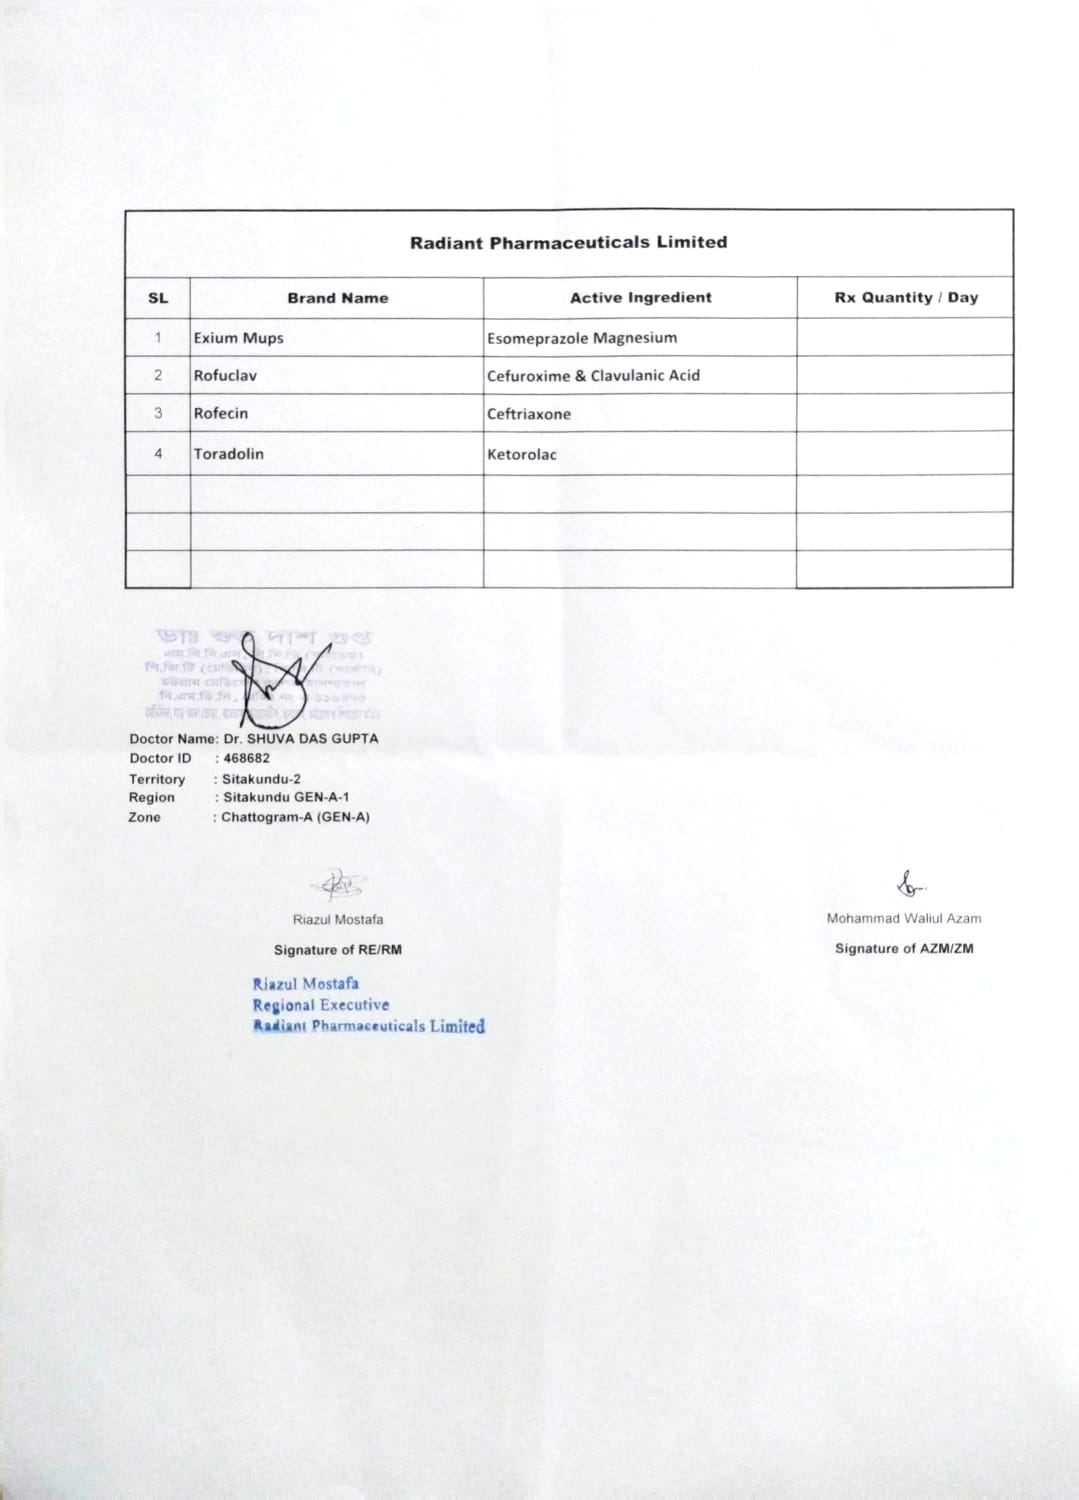 Radiant Pharmaceuticals Limited
SL Brand Name Active Ingredient Rx Quantity / Day
1 Exium Mups Esomeprazole Magnesium
2 Rofuclav Cefuroxime & Clavulanic Acid
3 Rofecin Ceftriaxone
4 Toradolin Ketorolac
ডাঃ শুভ দাশ গুপ্ত
Doctor Name: Dr. SHUVA DAS GUPTA
Doctor ID : 468682
Territory : Sitakundu-2
Region : Sitakundu GEN-A-1
Zone : Chattogram-A (GEN-A)
Riazul Mostafa
Mohammad Waliul Azam
Signature of RE/RM
Signature of AZM/ZM
Riazul Mostafa
Regional Executive
Radiant Pharmaceuticals Limited